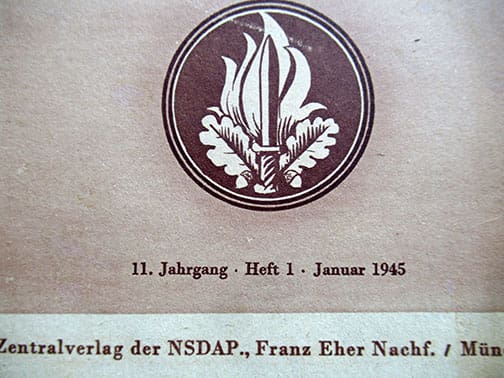 11. Jahrgang · Heft 1 · Januar 1945
Zentralverlag der NSDAP., Franz Eher Nachf. / Mün